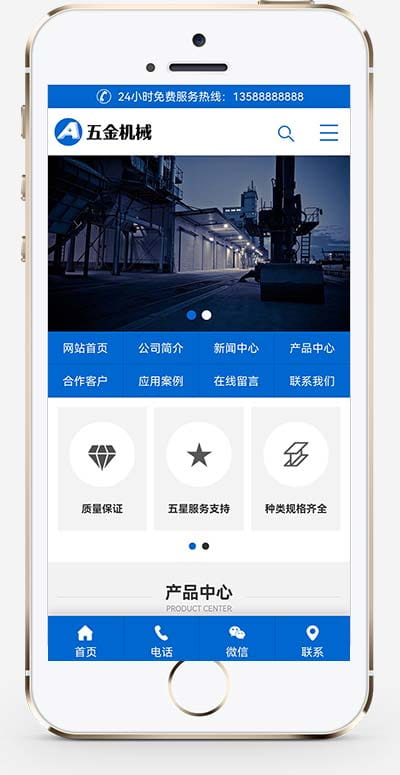 24小时免费服务热线：13588888888
A 五金机械
网站首页 公司简介 新闻中心 产品中心
合作客户 应用案例 在线留言 联系我们
质量保证 五星服务支持 种类规格齐全
产品中心
PRODUCT CENTER
首页 电话 微信 联系